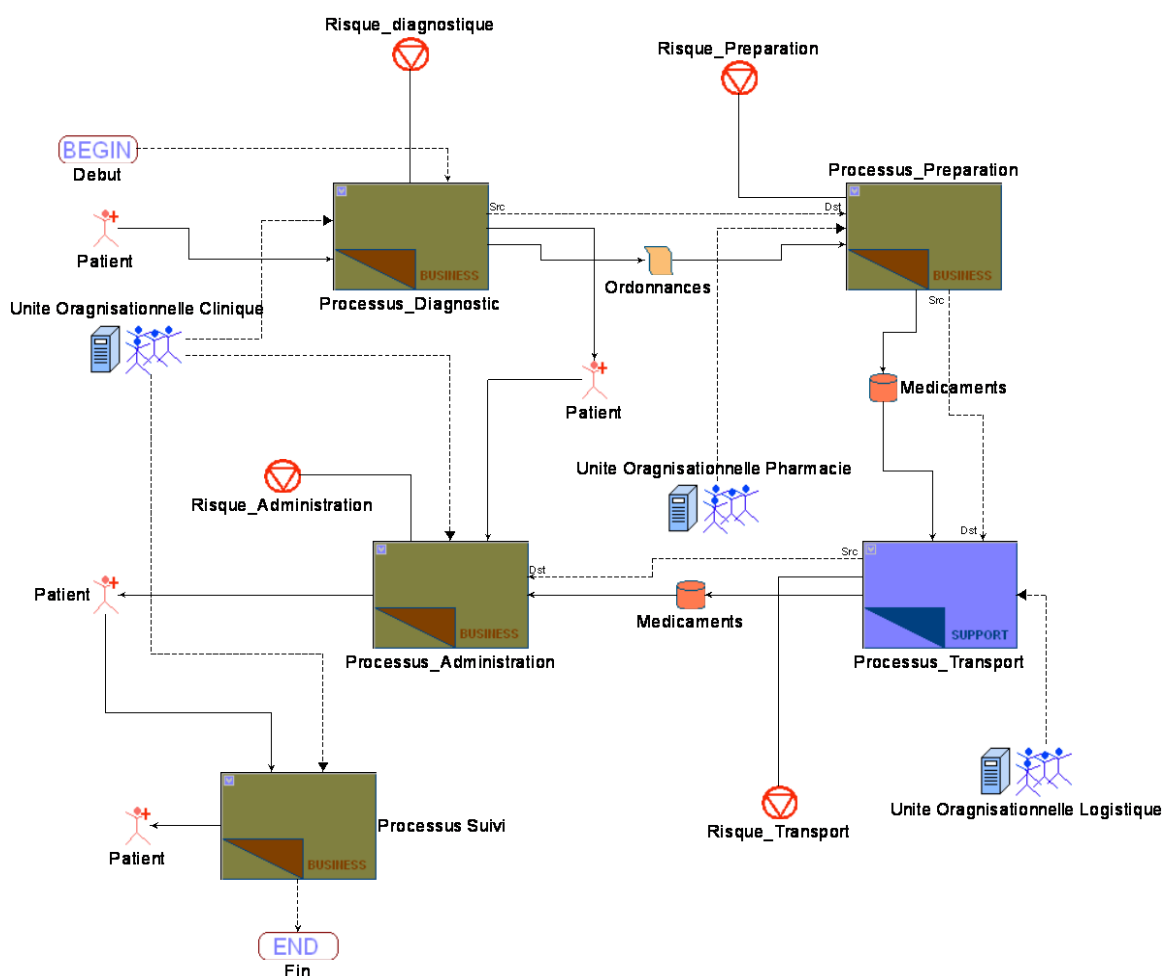 Risque_diagnostique
Risque_Preparation
BEGIN
Debut
Processus_Preparation
Src
Dst
Patient
BUSINESS
Ordonnances
BUSINESS
Processus_Diagnostic
Src
Unite Oragnisationnelle Clinique
Medicaments
Patient
Unite Oragnisationnelle Pharmacie
Risque_Administration
Dst
Src
Dst
Patient
Medicaments
BUSINESS
SUPPORT
Processus_Administration
Processus_Transport
Unite Oragnisationnelle Logistique
Processus Suivi
Risque_Transport
Patient
BUSINESS
END
Fin